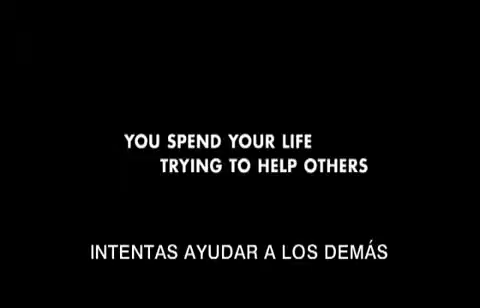 YOU SPEND YOUR LIFE
TRYING TO HELP OTHERS
INTENTAS AYUDAR A LOS DEMÁS